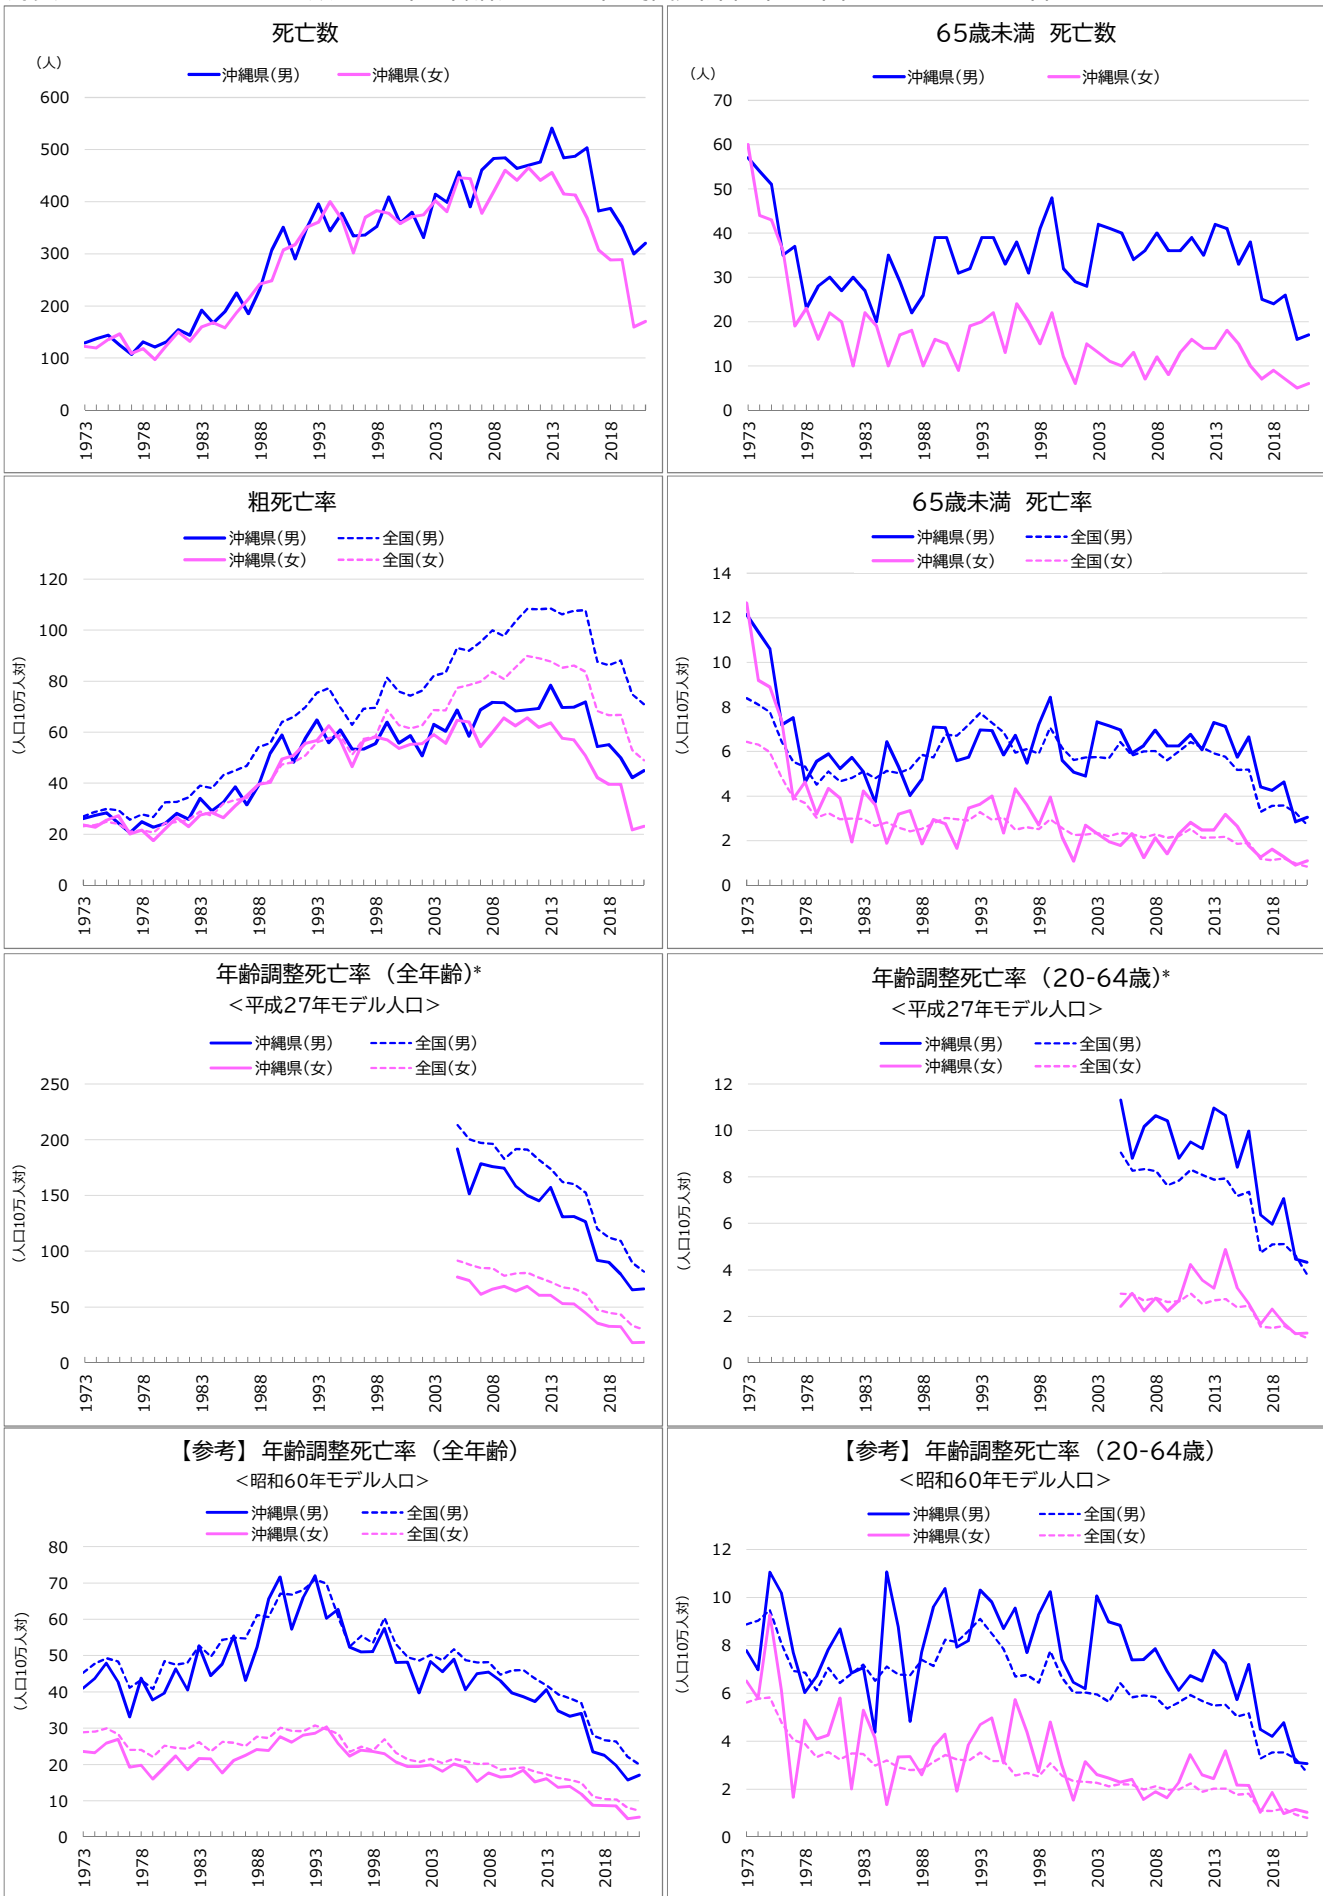 死亡数
（人）
沖縄県(男) 沖縄県(女)
600
500
400
300
200
100
0
1973 1978 1983 1988 1993 1998 2003 2008 2013 2018
65歳未満 死亡数
（人）
沖縄県(男) 沖縄県(女)
70
60
50
40
30
20
10
0
1973 1978 1983 1988 1993 1998 2003 2008 2013 2018
粗死亡率
沖縄県(男) 全国(男)
沖縄県(女) 全国(女)
（人口10万人対）
120
100
80
60
40
20
0
1973 1978 1983 1988 1993 1998 2003 2008 2013 2018
65歳未満 死亡率
沖縄県(男) 全国(男)
沖縄県(女) 全国(女)
（人口10万人対）
14
12
10
8
6
4
2
0
1973 1978 1983 1988 1993 1998 2003 2008 2013 2018
年齢調整死亡率（全年齢）*
＜平成27年モデル人口＞
沖縄県(男) 全国(男)
沖縄県(女) 全国(女)
（人口10万人対）
250
200
150
100
50
0
1973 1978 1983 1988 1993 1998 2003 2008 2013 2018
年齢調整死亡率（20-64歳）*
＜平成27年モデル人口＞
沖縄県(男) 全国(男)
沖縄県(女) 全国(女)
（人口10万人対）
12
10
8
6
4
2
0
1973 1978 1983 1988 1993 1998 2003 2008 2013 2018
【参考】年齢調整死亡率（全年齢）
＜昭和60年モデル人口＞
沖縄県(男) 全国(男)
沖縄県(女) 全国(女)
（人口10万人対）
80
70
60
50
40
30
20
10
0
1973 1978 1983 1988 1993 1998 2003 2008 2013 2018
【参考】年齢調整死亡率（20-64歳）
＜昭和60年モデル人口＞
沖縄県(男) 全国(男)
沖縄県(女) 全国(女)
（人口10万人対）
12
10
8
6
4
2
0
1973 1978 1983 1988 1993 1998 2003 2008 2013 2018